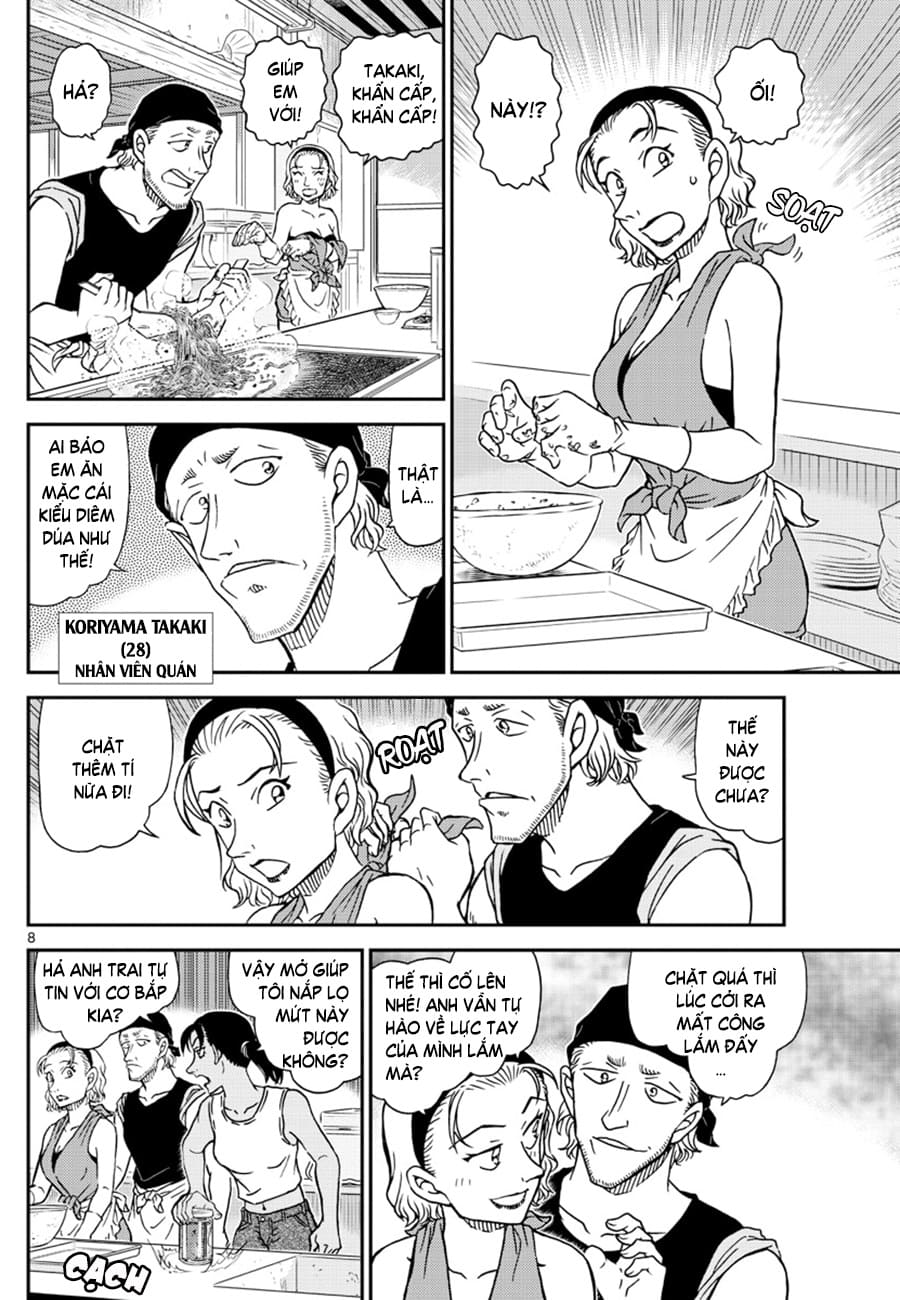 ỐI!
NÀY!?
SOẠT
TAKAKI,
KHẨN CẤP,
KHẨN CẤP!
GIÚP
EM
VỚI!
HẢ?
THẬT
LÀ...
AI BẢO
EM ĂN
MẶC CÁI
KIỂU DIÊM
DÚA NHƯ
THẾ!
KORIYAMA TAKAKI
(28)
NHÂN VIÊN QUÁN
THẾ
NÀY
ĐƯỢC
CHƯA?
ROẠT
CHẶT
THÊM TÍ
NỮA ĐI!
CHẶT QUÁ THÌ
LÚC CỞI RA
MẤT CÔNG
LẮM ĐẤY
...
THẾ THÌ CỐ LÊN
NHÉ! ANH VẪN TỰ
HÀO VỀ LỰC TAY
CỦA MÌNH LẮM
MÀ?
VẬY MỞ GIÚP
TÔI NẮP LỌ
MỨT NÀY
ĐƯỢC
KHÔNG?
HẢ ANH TRAI TỰ
TIN VỚI CƠ BẮP
KIA?
CẠCH
8